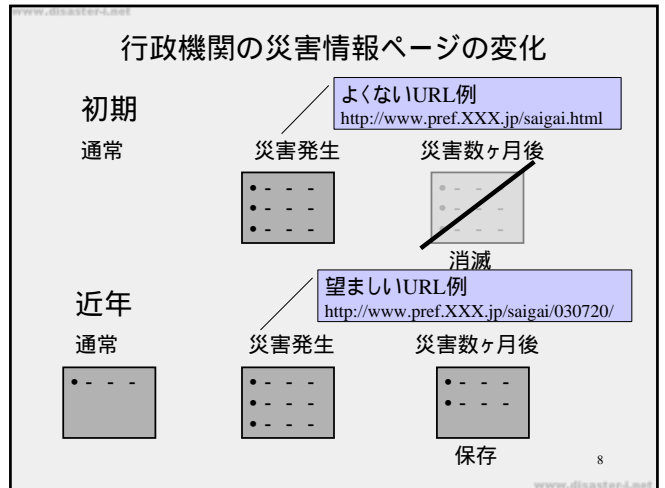 www.disaster-i.net
行政機関の災害情報ページの変化
よくないURL例
http://www.pref.XXX.jp/saigai.html
初期
通常
災害発生
災害数ヶ月後
•- - -
•- - -
•- - -
•- - -
•- - -
•- - -
消滅
望ましいURL例
http://www.pref.XXX.jp/saigai/030720/
近年
通常
災害発生
災害数ヶ月後
•- - -
•- - -
•- - -
•- - -
•- - -
•- - -
保存
8
www.disaster-i.net